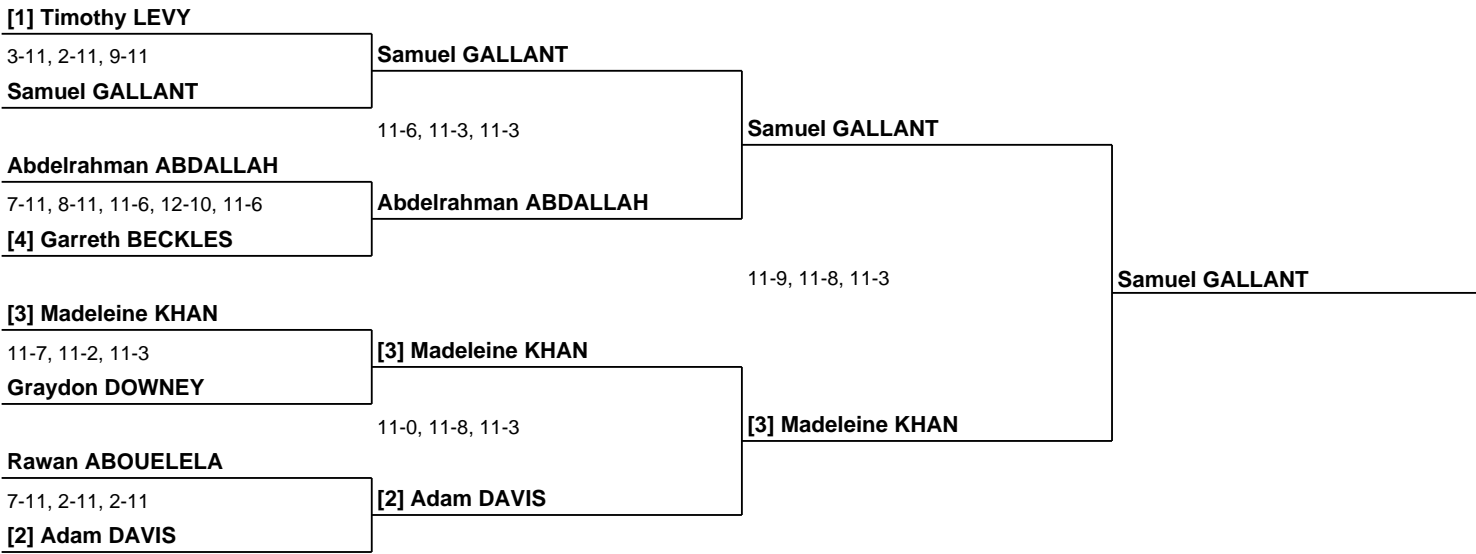 [1] Timothy LEVY
3-11, 2-11, 9-11
Samuel GALLANT
Samuel GALLANT
11-6, 11-3, 11-3
Samuel GALLANT
Abdelrahman ABDALLAH
7-11, 8-11, 11-6, 12-10, 11-6
Abdelrahman ABDALLAH
[4] Garreth BECKLES
11-9, 11-8, 11-3
Samuel GALLANT
[3] Madeleine KHAN
11-7, 11-2, 11-3
[3] Madeleine KHAN
Graydon DOWNEY
11-0, 11-8, 11-3
[3] Madeleine KHAN
Rawan ABOUELELA
7-11, 2-11, 2-11
[2] Adam DAVIS
[2] Adam DAVIS